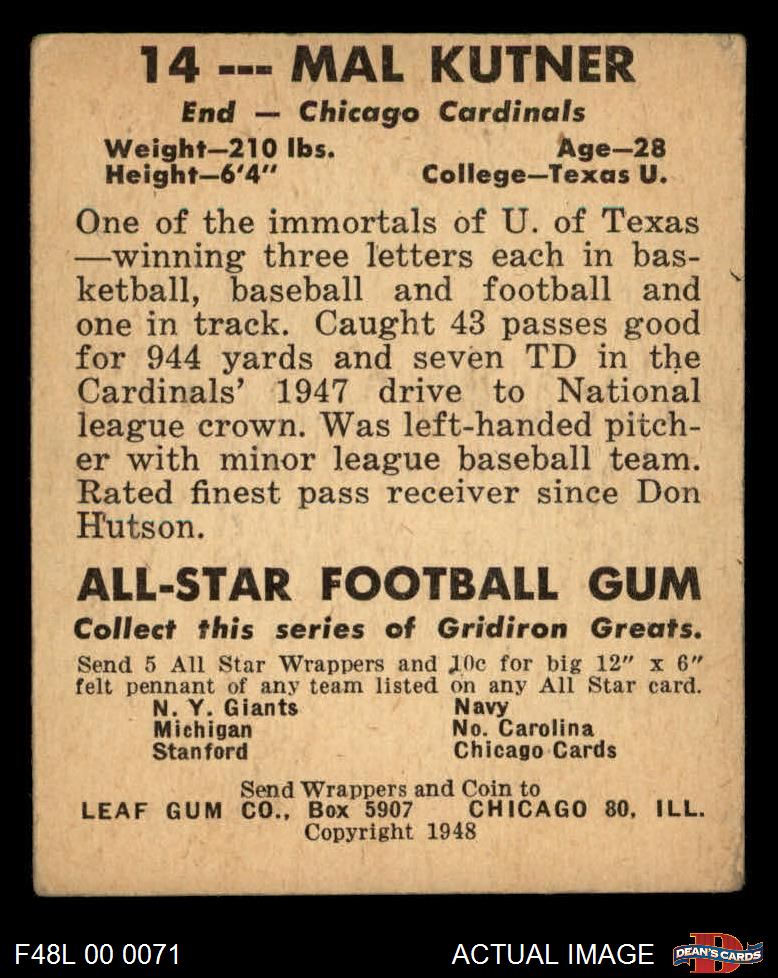 14 --- MAL KUTNER
End — Chicago Cardinals
Weight—210 lbs. Age—28
Height—6'4" College—Texas U.
One of the immortals of U. of Texas
—winning three letters each in bas-
ketball, baseball and football and
one in track. Caught 43 passes good
for 944 yards and seven TD in the
Cardinals' 1947 drive to National
league crown. Was left-handed pitch-
er with minor league baseball team.
Rated finest pass receiver since Don
Hutson.
ALL-STAR FOOTBALL GUM
Collect this series of Gridiron Greats.
Send 5 All Star Wrappers and 10c for big 12" x 6"
felt pennant of any team listed on any All Star card.
N. Y. Giants Navy
Michigan No. Carolina
Stanford Chicago Cards
Send Wrappers and Coin to
LEAF GUM CO., Box 5907 CHICAGO 80, ILL.
Copyright 1948
F48L 00 0071 ACTUAL IMAGE DEAN'S CARDS